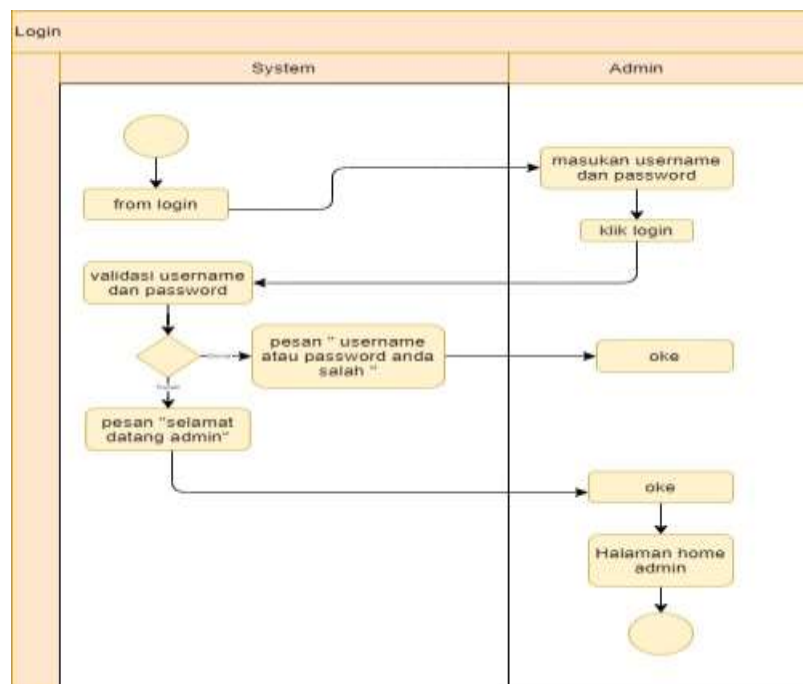 Login
System
Admin
masukan username
dan password
from login
klik login
validasi username
dan password
pesan " username
atau password anda
salah "
oke
pesan "selamat
datang admin"
oke
Halaman home
admin